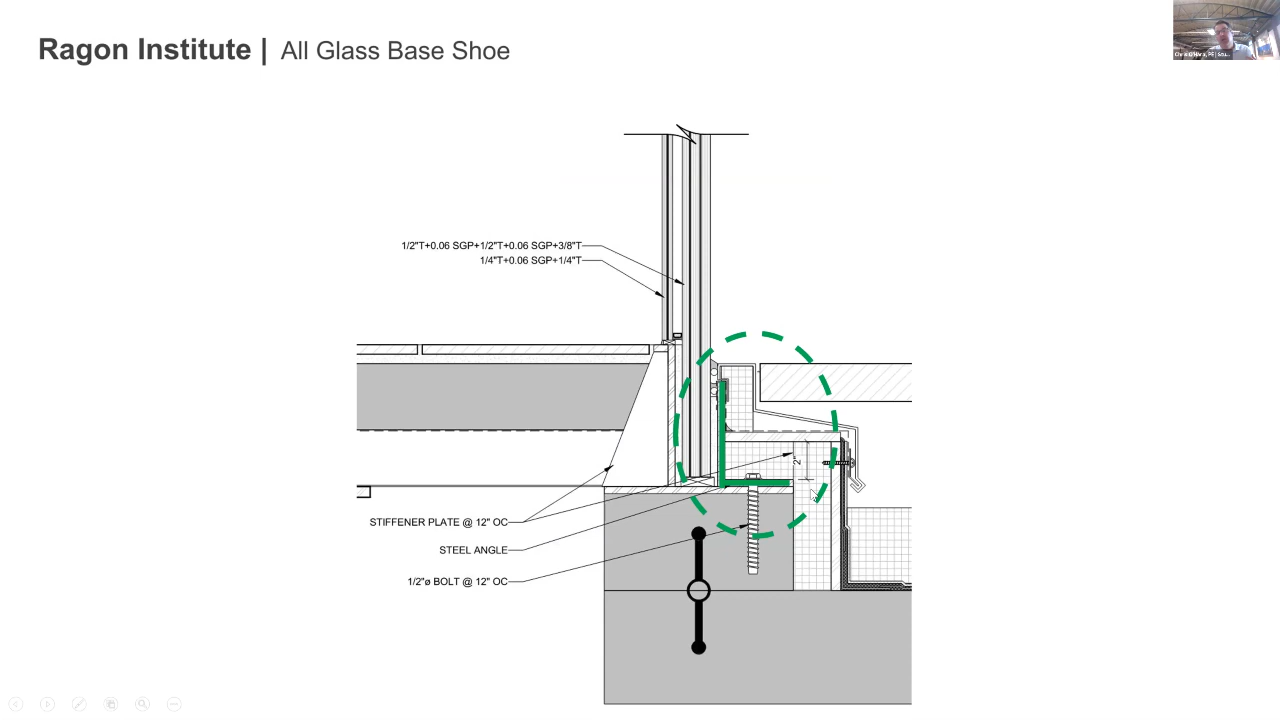 Ragon Institute | All Glass Base Shoe
1/2"T+0.06 SGP+1/2"T+0.06 SGP+3/8"T
1/4"T+0.06 SGP+1/4"T
2"
STIFFENER PLATE @ 12" OC
STEEL ANGLE
1/2"ø BOLT @ 12" OC